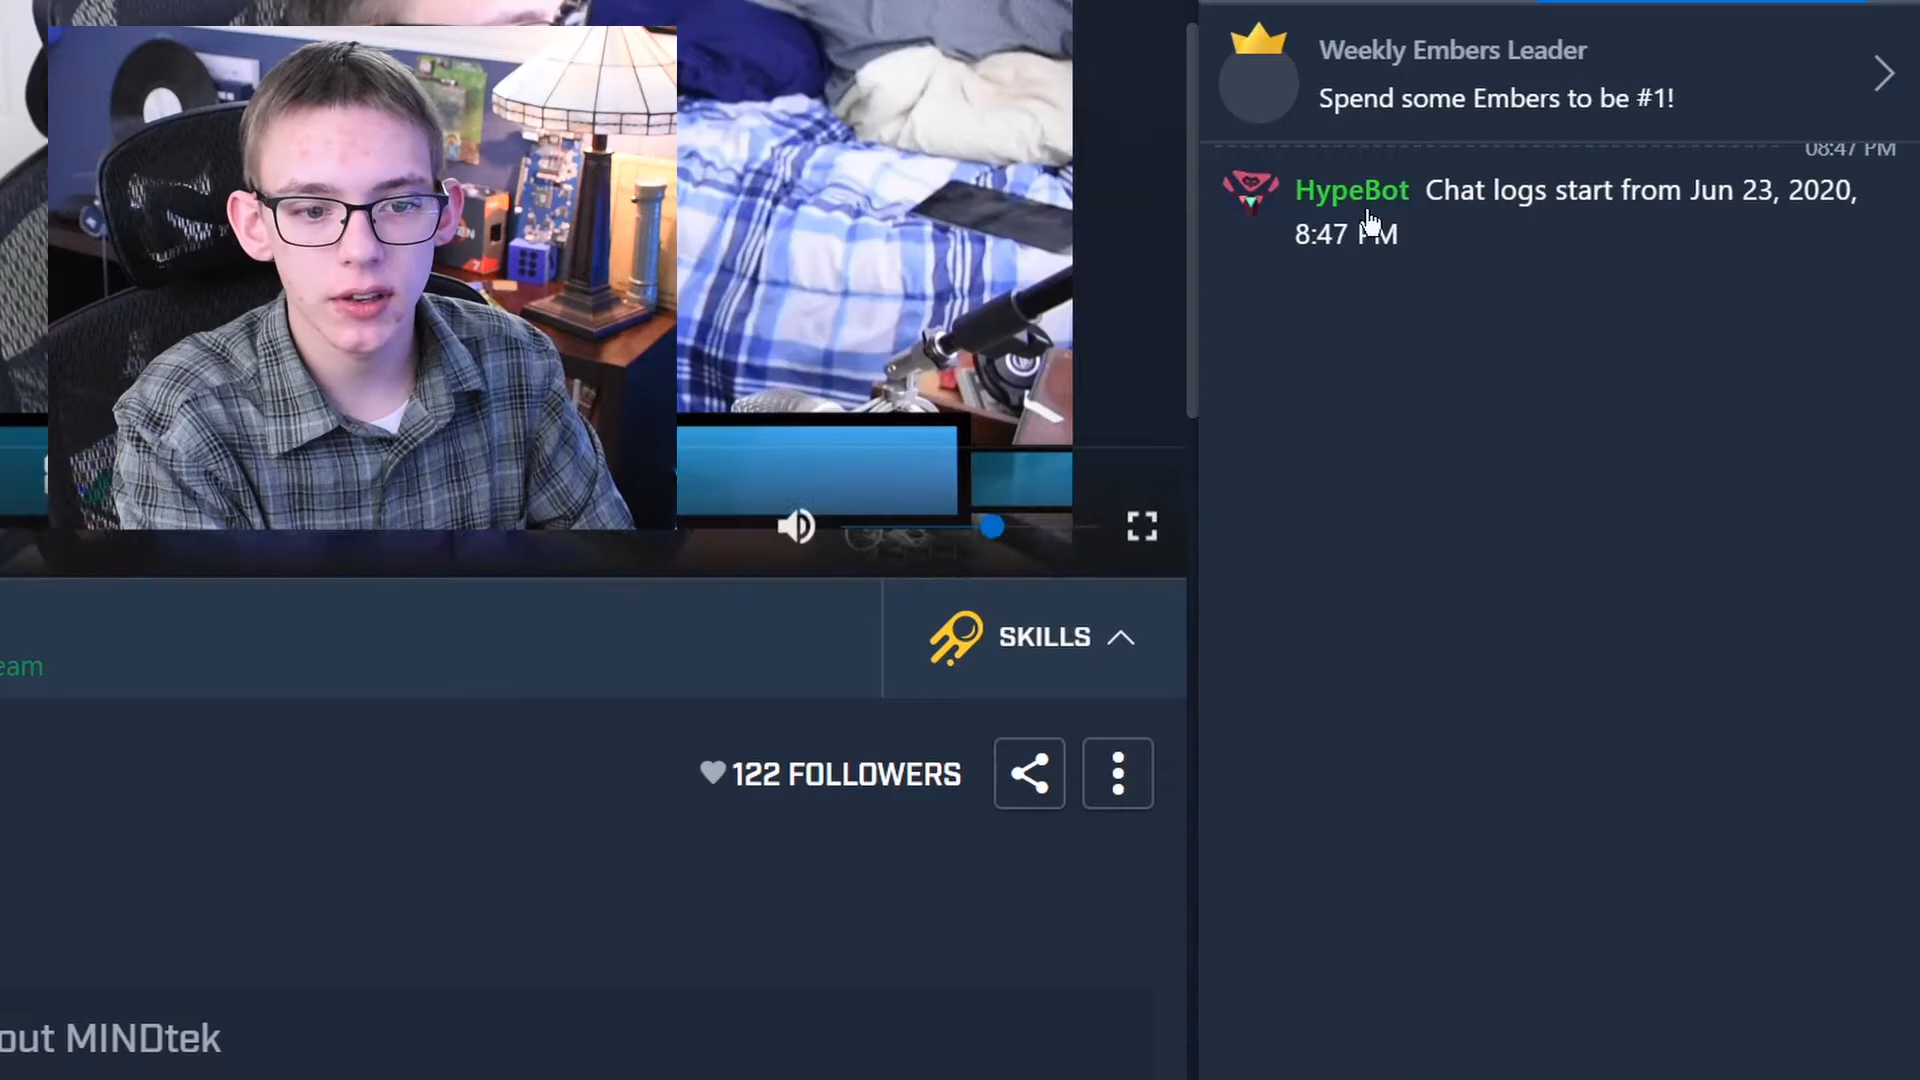 Weekly Embers Leader
Spend some Embers to be #1!
08:47 PM
HypeBot Chat logs start from Jun 23, 2020,
8:47 PM
SKILLS
eam
122 FOLLOWERS
out MINDtek